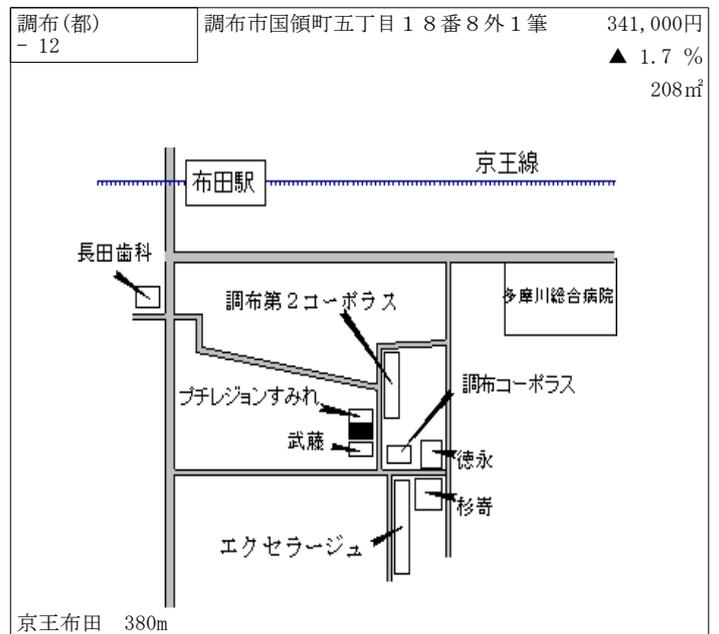 調布(都)
- 12
調布市国領町五丁目１８番８外１筆
341,000円
▲ 1.7 %
208㎡
京王線
布田駅
長田歯科
多摩川総合病院
調布第２コーポラス
調布コーポラス
プチレジョンすみれ
武藤
徳永
杉嵜
エクセラージュ
京王布田 380m